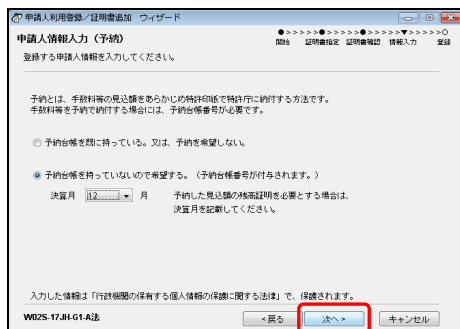 申請人利用登録/証明書追加 ウィザード
申請人情報入力(予納)
●>>>>>●>>>>>●>>>>>▼>>>>>○
開始 証明書指定 証明書確認 情報入力 登録
登録する申請人情報を入力してください。
予納とは、手数料等の見込額をあらかじめ特許印紙で特許庁に納付する方法です。
手数料等を予納で納付する場合には、予納台帳番号が必要です。
予納台帳を既に持っている。又は、予納を希望しない。
予納台帳を持っていないので希望する。(予納台帳番号が付与されます。)
決算月 12 月 予納した見込額の残高証明を必要とする場合は、
決算月を記載してください。
入力した情報は「行政機関の保有する個人情報の保護に関する法律」で、保護されます。
W02S-17JH-G1-A法 <戻る 次へ> キャンセル